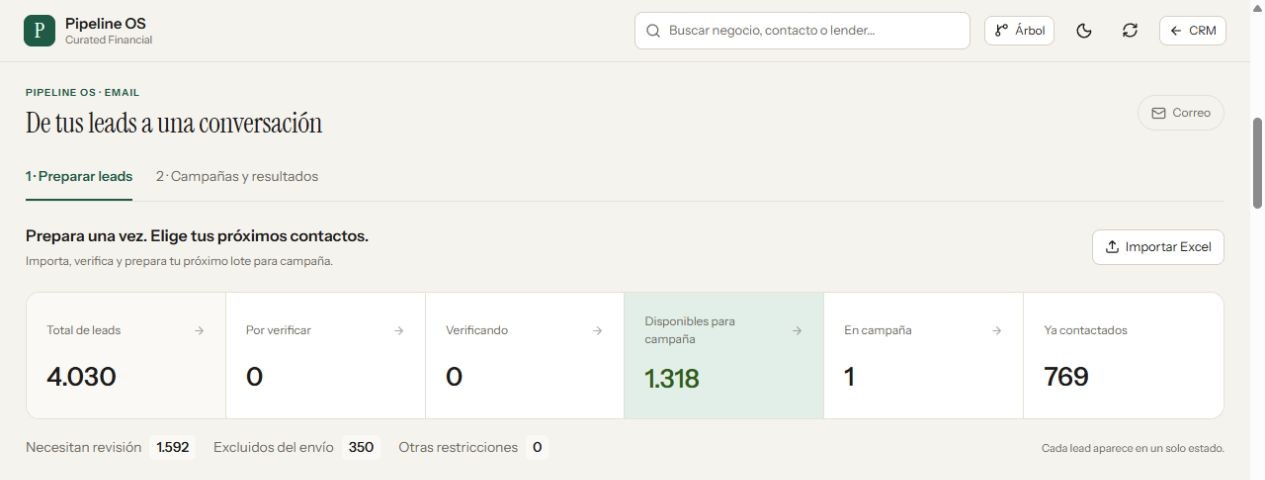 P
Pipeline OS
Curated Financial
Buscar negocio, contacto o lender...
Árbol
CRM
PIPELINE OS · EMAIL
De tus leads a una conversación
Correo
1 · Preparar leads
2 · Campañas y resultados
Prepara una vez. Elige tus próximos contactos.
Importa, verifica y prepara tu próximo lote para campaña.
Importar Excel
Total de leads
4.030
Por verificar
0
Verificando
0
Disponibles para
campaña
1.318
En campaña
1
Ya contactados
769
Necesitan revisión 1.592
Excluidos del envío 350
Otras restricciones 0
Cada lead aparece en un solo estado.